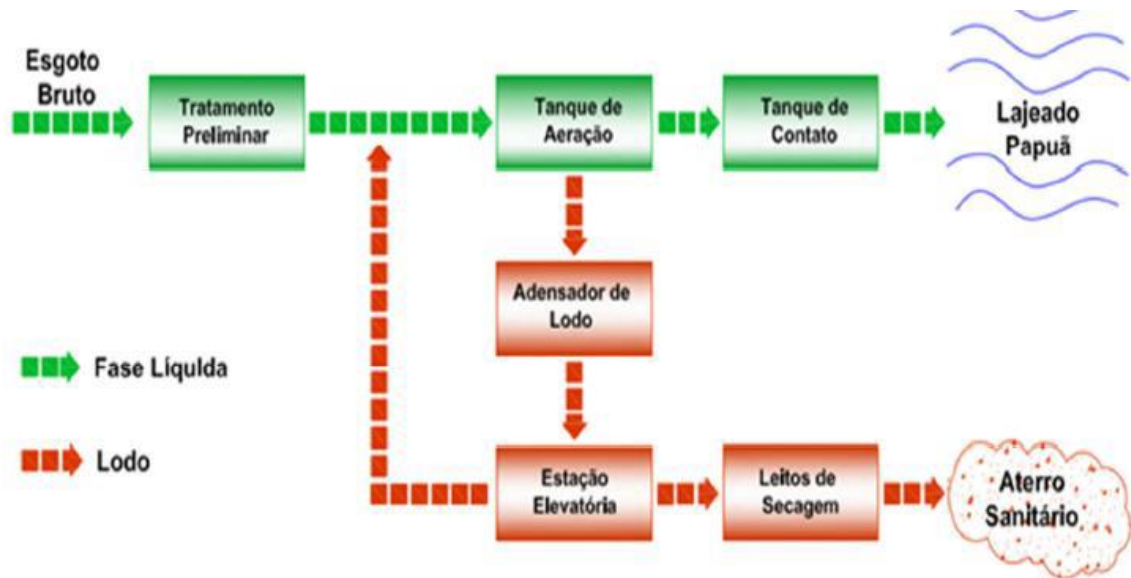 Esgoto
Bruto
Tratamento
Preliminar
Tanque de
Aeração
Tanque de
Contato
Lajeado
Papuã
Adensador de
Lodo
Fase Líquida
Lodo
Estação
Elevatória
Leitos de
Secagem
Aterro
Sanitário